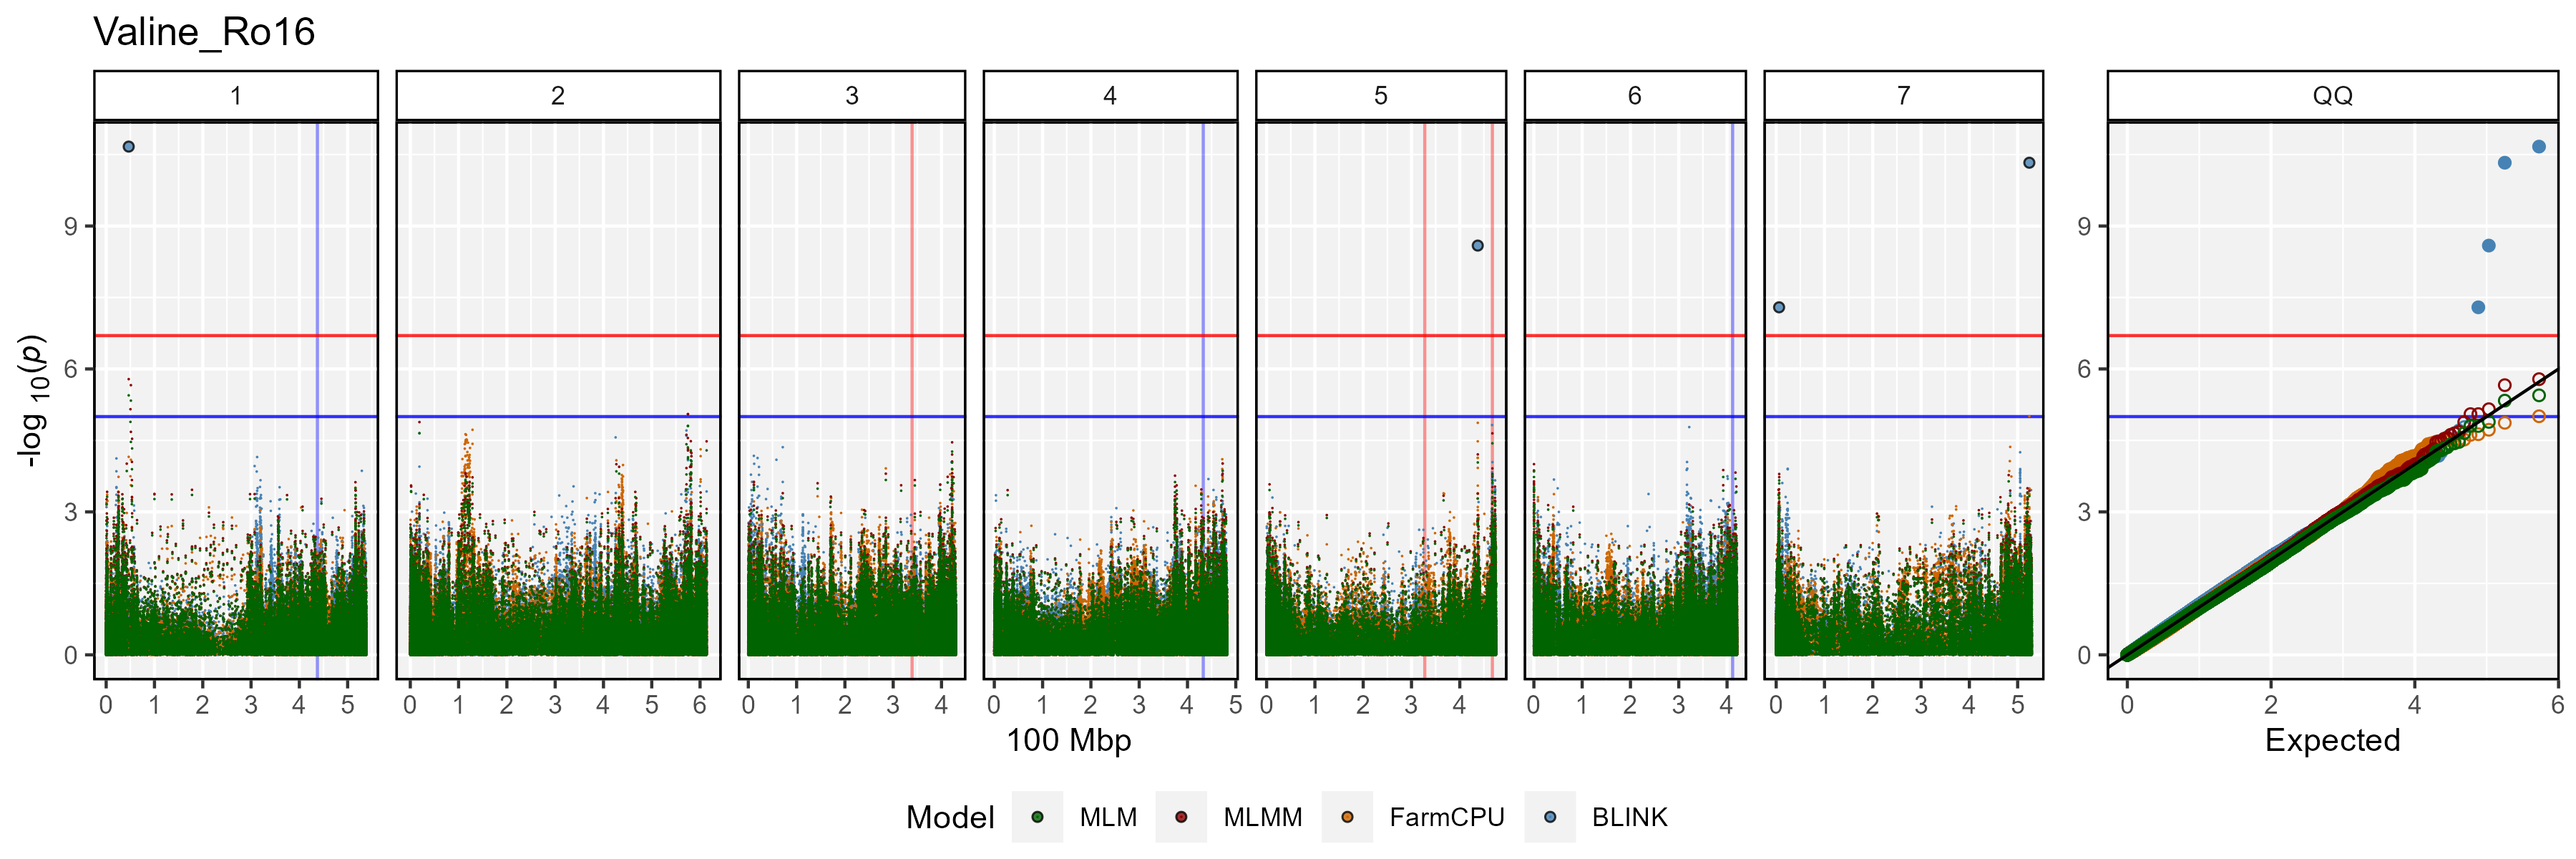 Valine_Ro16
1 2 3 4 5 6 7 QQ
-log 10(p)
9 9
6 6
3 3
0 0
0 1 2 3 4 5 0 1 2 3 4 5 6 0 1 2 3 4 0 1 2 3 4 5 0 1 2 3 4 0 1 2 3 4 0 1 2 3 4 5 0 2 4 6
100 Mbp Expected
Model MLM MLMM FarmCPU BLINK